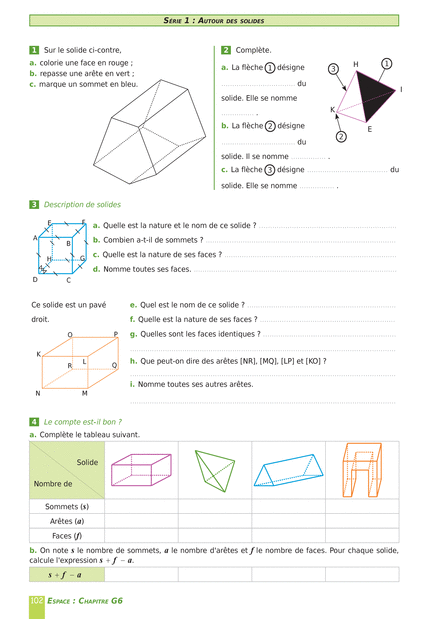 Série 1 : Autour des solides
1 Sur le solide ci-contre,
a. colorie une face en rouge ;
b. repasse une arête en vert ;
c. marque un sommet en bleu.
2 Complète.
a. La flèche 1 désigne
.......................... du
solide. Elle se nomme
............ .
b. La flèche 2 désigne
.......................... du
solide. Il se nomme ............ .
c. La flèche 3 désigne .......................... du
solide. Elle se nomme ............ .
3 H 1
K
2 E
3 Description de solides
a. Quelle est la nature et le nom de ce solide ?
b. Combien a-t-il de sommets ?
c. Quelle est la nature de ses faces ?
d. Nomme toutes ses faces.
E F
A B
H G
D C
Ce solide est un pavé
droit.
e. Quel est le nom de ce solide ?
f. Quelle est la nature de ses faces ?
g. Quelles sont les faces identiques ?
h. Que peut-on dire des arêtes [NR], [MQ], [LP] et [KO] ?
i. Nomme toutes ses autres arêtes.
O P
K L
R Q
N M
4 Le compte est-il bon ?
a. Complète le tableau suivant.
Solide
Nombre de
Sommets (s)
Arêtes (a)
Faces (f)
b. On note s le nombre de sommets, a le nombre d'arêtes et f le nombre de faces. Pour chaque solide,
calcule l'expression s + f − a.
s + f − a
102 Espace : Chapitre G6